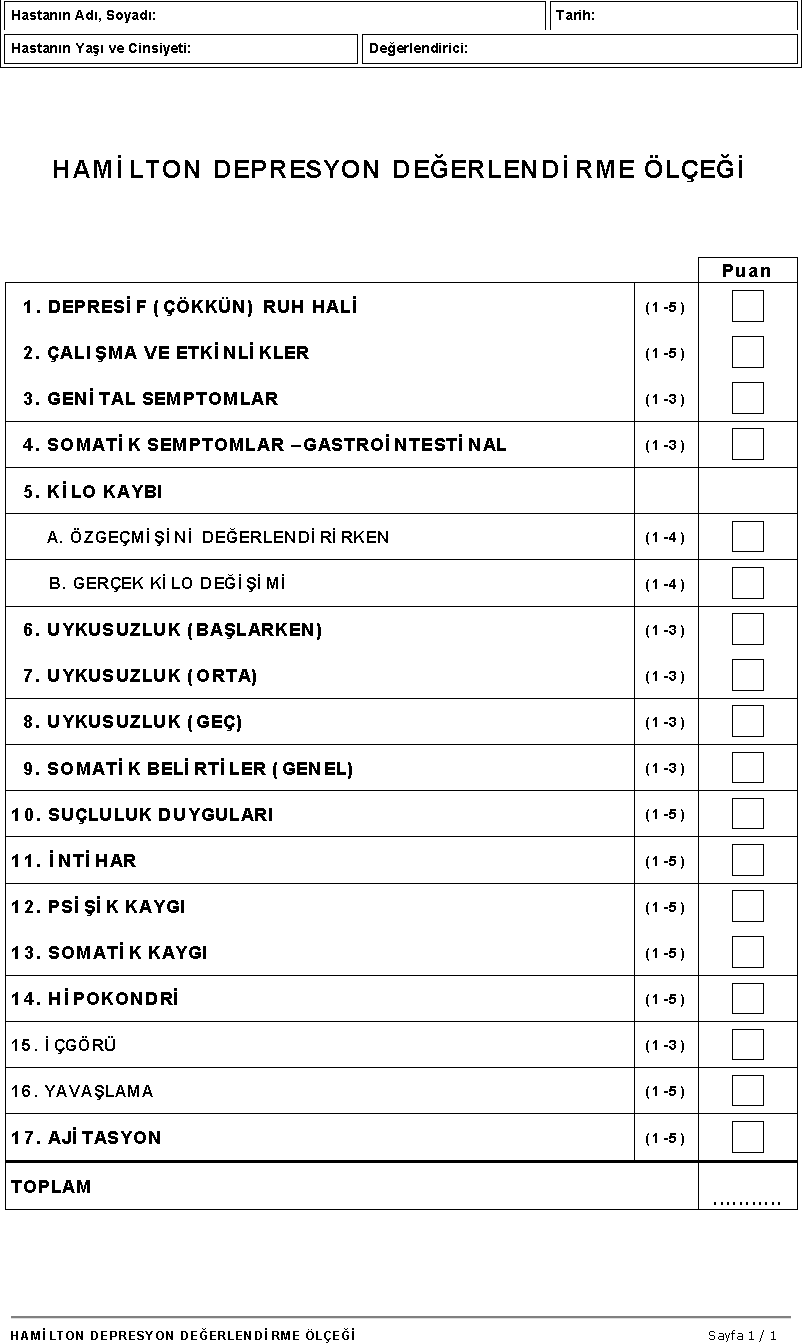 Hastanın Adı, Soyadı: Tarih:
Hastanın Yaşı ve Cinsiyeti: Değerlendirici:
HAMİLTON DEPRESYON DEĞERLENDİRME ÖLÇEĞİ
Puan
1. DEPRESİF (ÇÖKKÜN) RUH HALİ (1-5)
2. ÇALIŞMA VE ETKİNLİKLER (1-5)
3. GENİTAL SEMPTOMLAR (1-3)
4. SOMATİK SEMPTOMLAR –GASTROİNTESTİNAL (1-3)
5. KİLO KAYBI
A. ÖZGEÇMİŞİNİ DEĞERLENDİRİRKEN (1-4)
B. GERÇEK KİLO DEĞİŞİMİ (1-4)
6. UYKUSUZLUK (BAŞLARKEN) (1-3)
7. UYKUSUZLUK (ORTA) (1-3)
8. UYKUSUZLUK (GEÇ) (1-3)
9. SOMATİK BELİRTİLER (GENEL) (1-3)
10. SUÇLULUK DUYGULARI (1-5)
11. İNTİHAR (1-5)
12. PSİŞİK KAYGI (1-5)
13. SOMATİK KAYGI (1-5)
14. HİPOKONDRİ (1-5)
15. İÇGÖRÜ (1-3)
16. YAVAŞLAMA (1-5)
17. AJİTASYON (1-5)
TOPLAM ...........
HAMİLTON DEPRESYON DEĞERLENDİRME ÖLÇEĞİ Sayfa 1 / 1